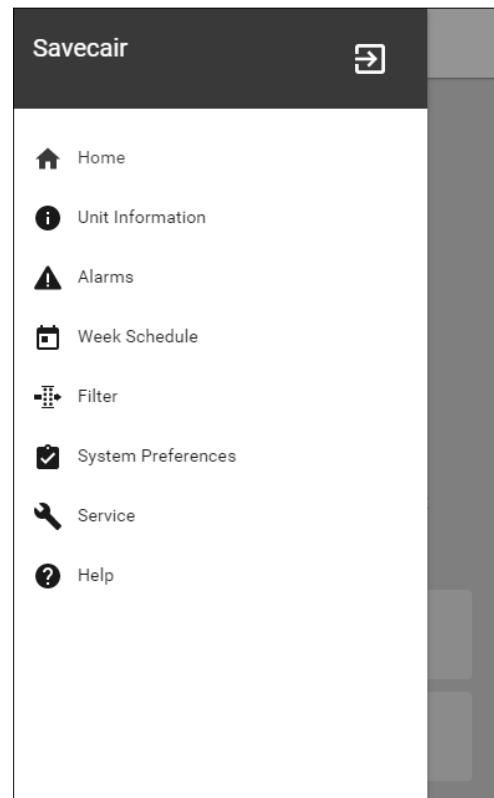 Savecair
Home
Unit Information
Alarms
Week Schedule
Filter
System Preferences
Service
Help